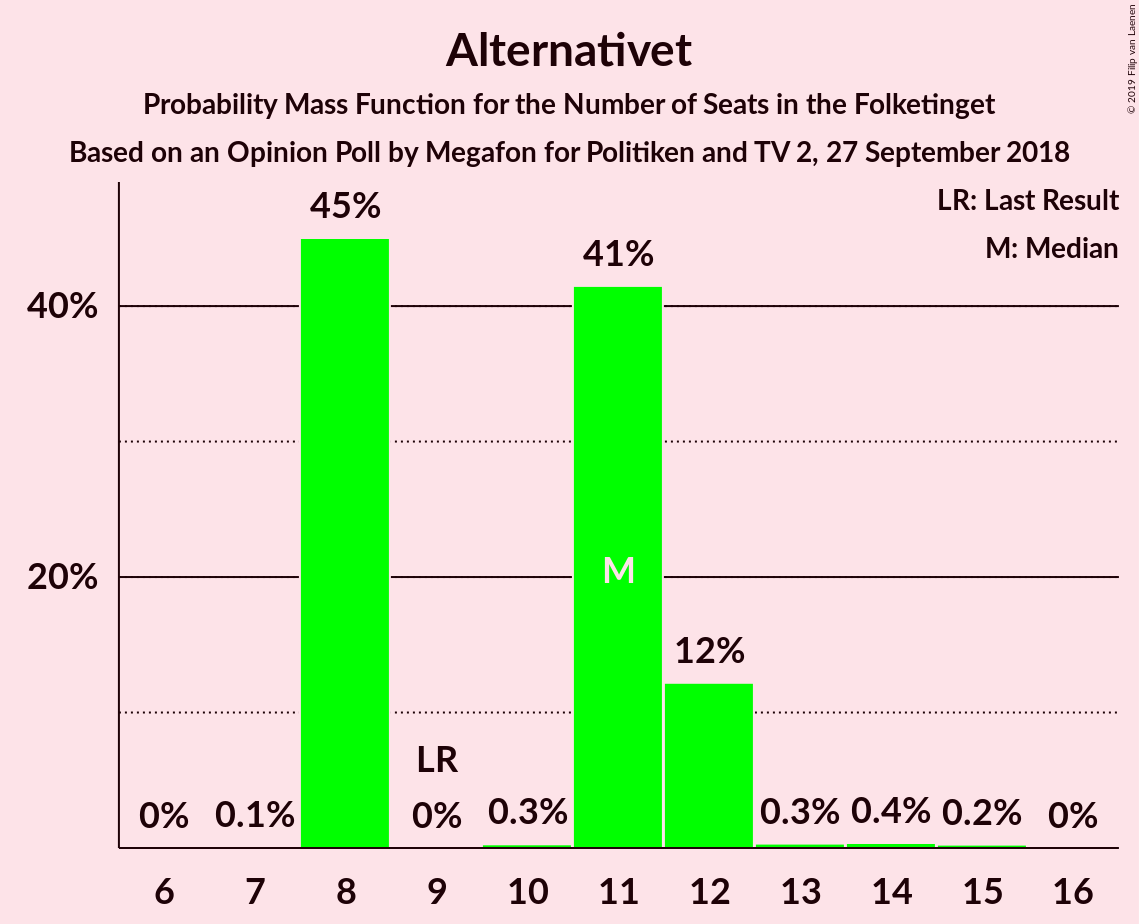 Alternativet
Probability Mass Function for the Number of Seats in the Folketinget
Based on an Opinion Poll by Megafon for Politiken and TV 2, 27 September 2018
© 2019 Filip van Laenen
LR: Last Result
M: Median
40%
20%
0%
0.1%
45%
LR
0%
0.3%
41%
M
12%
0.3%
0.4%
0.2%
0%
6 7 8 9 10 11 12 13 14 15 16